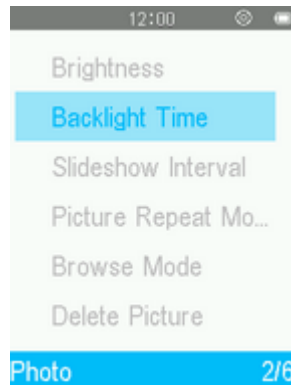 12:00
Brightness
Backlight Time
Slideshow Interval
Picture Repeat Mo...
Browse Mode
Delete Picture
Photo 2/6